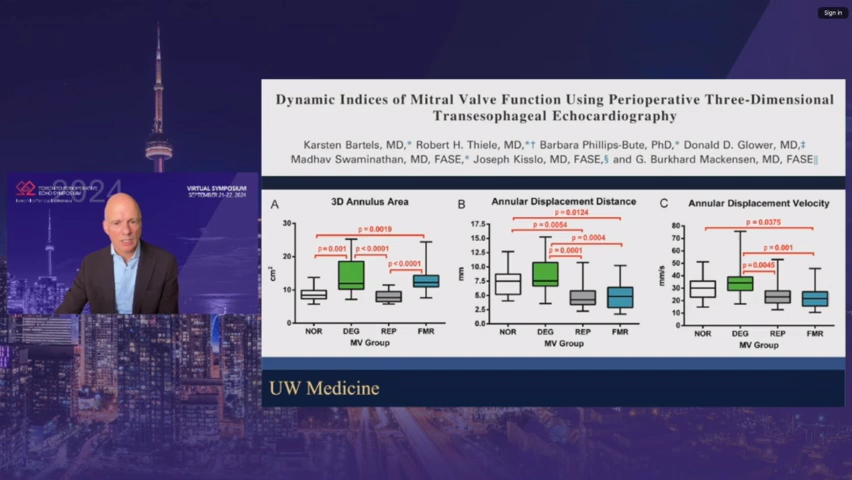 Sign in
Dynamic Indices of Mitral Valve Function Using Perioperative Three-Dimensional
Transesophageal Echocardiography
Karsten Bartels, MD,* Robert H. Thiele, MD,*† Barbara Phillips-Bute, PhD,* Donald D. Glower, MD,‡
Madhav Swaminathan, MD, FASE,* Joseph Kisslo, MD, FASE,§ and G. Burkhard Mackensen, MD, FASE||
2024
TORONTO PERIOPERATIVE
ECHO SYMPOSIUM
VIRTUAL SYMPOSIUM
SEPTEMBER 21-22, 2024
A
3D Annulus Area
30
20
10
0
cm²
p = 0.0019
p = 0.001
p < 0.0001
p < 0.0001
NOR DEG REP FMR
MV Group
B
Annular Displacement Distance
17.5
15.0
12.5
10.0
7.5
5.0
2.5
0.0
mm
p = 0.0124
p = 0.0054
p = 0.0004
p = 0.0001
NOR DEG REP FMR
MV Group
C
Annular Displacement Velocity
80
70
60
50
40
30
20
10
0
mm/s
p = 0.0375
p = 0.001
p = 0.0045
NOR DEG REP FMR
MV Group
UW Medicine